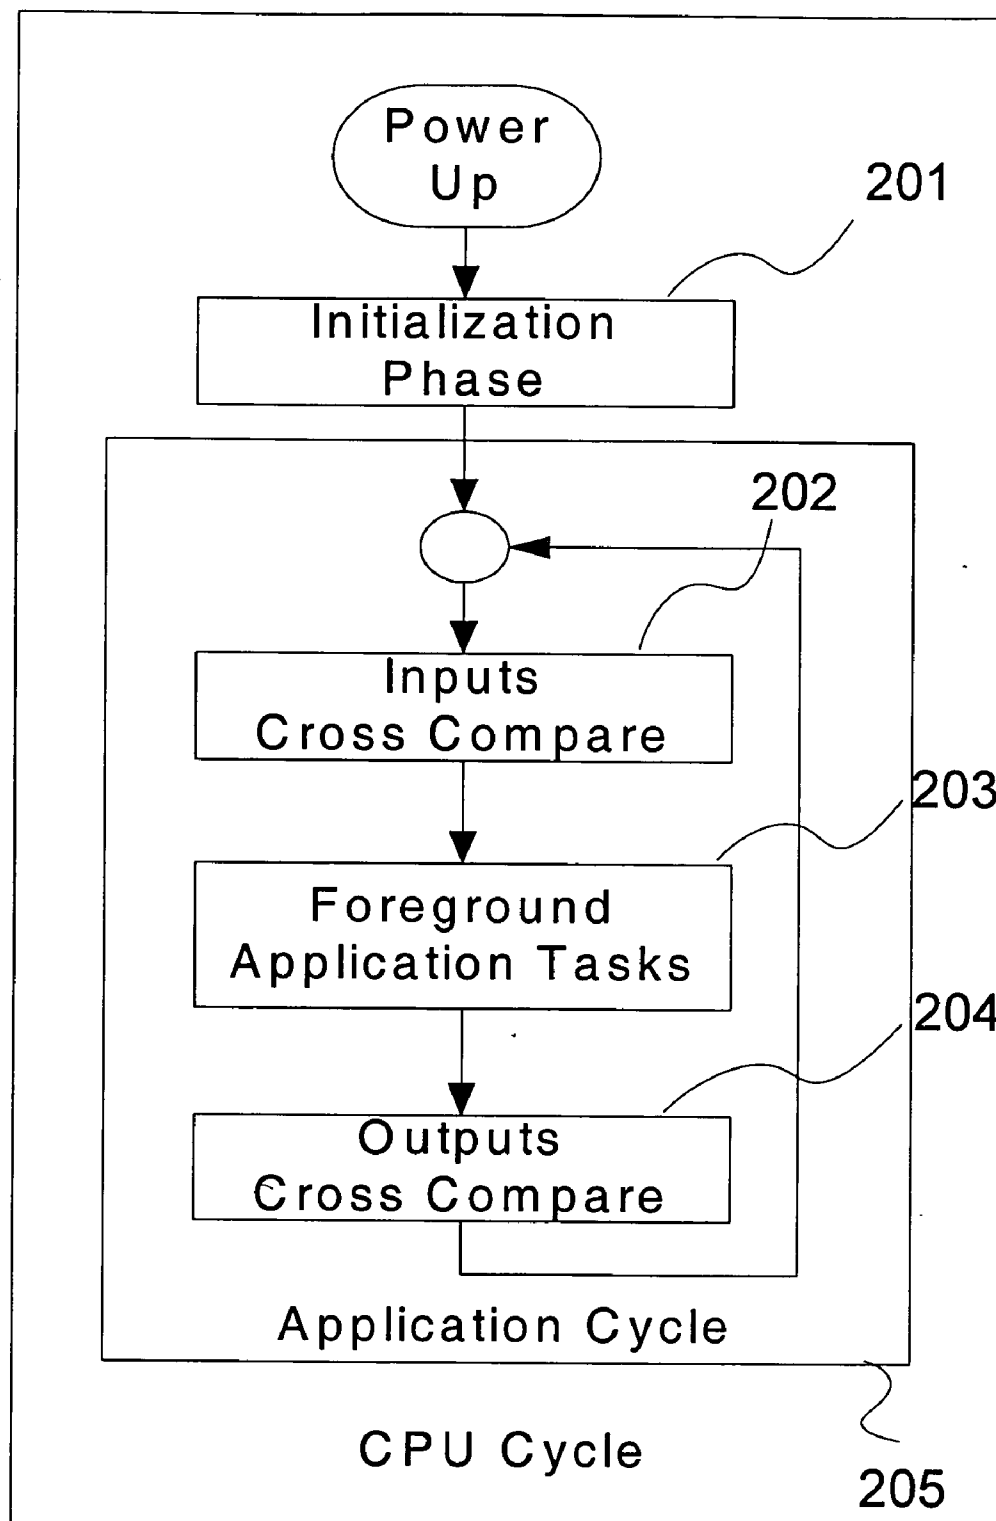 Power
Up
201
Initialization
Phase
202
Inputs
Cross Compare
203
Foreground
Application Tasks
204
Outputs
Cross Compare
Application Cycle
CPU Cycle
205